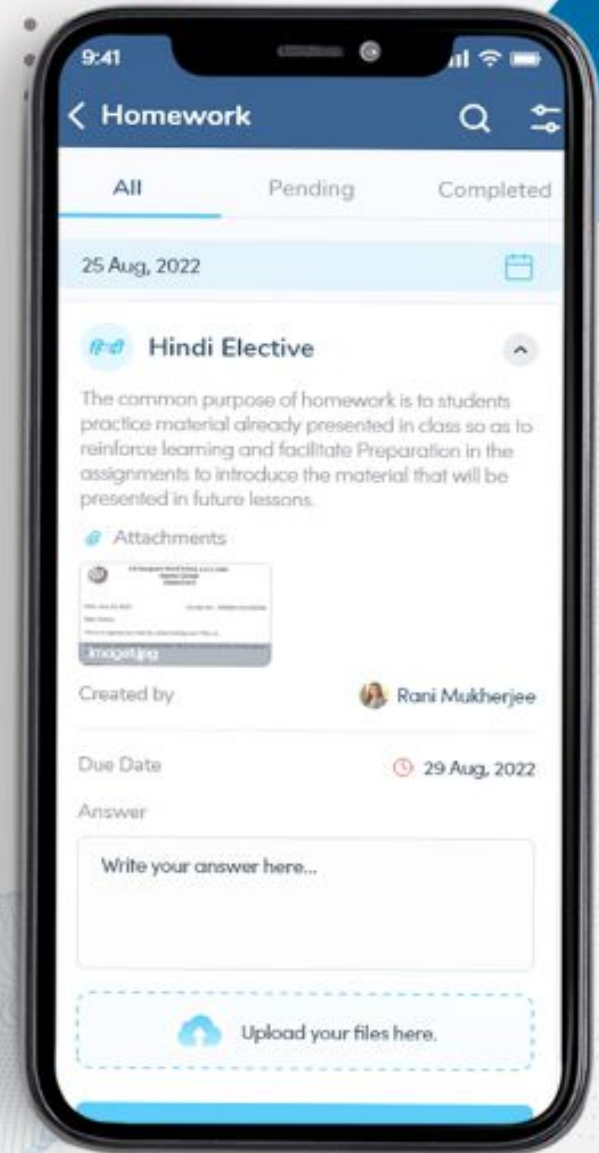 9:41
Homework
All Pending Completed
25 Aug, 2022
हिन्दी Hindi Elective
The common purpose of homework is to students
practice material already presented in class so as to
reinforce learning and facilitate Preparation in the
assignments to introduce the material that will be
presented in future lessons.
Attachments
image1.jpg
Created by Rani Mukherjee
Due Date 29 Aug, 2022
Answer
Write your answer here...
Upload your files here.